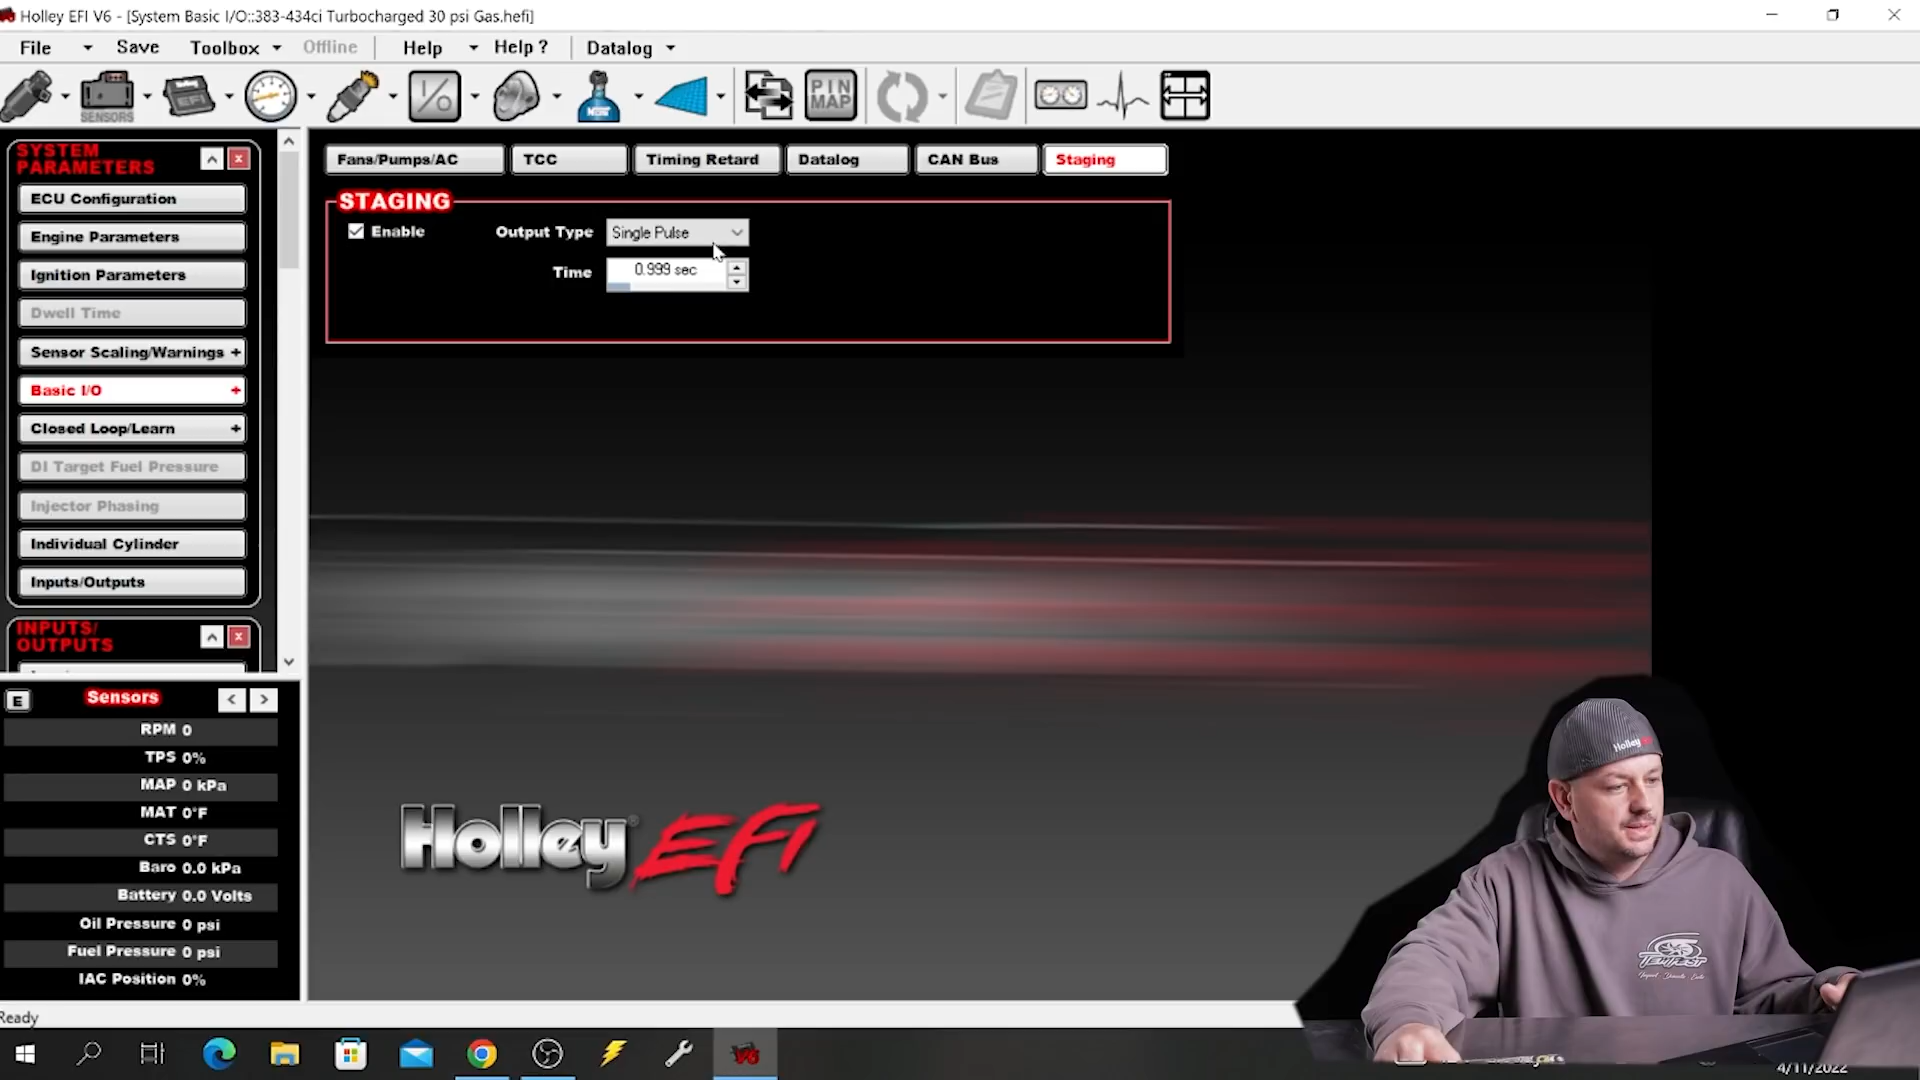 Holley EFI V6 - [System Basic I/O::383-434ci Turbocharged 30 psi Gas.hefi]
File Save Toolbox Offline Help Help ? Datalog
SENSORS
Holley
EFI
I/O
NOS
PIN
MAP
SYSTEM
PARAMETERS
ECU Configuration
Engine Parameters
Ignition Parameters
Dwell Time
Sensor Scaling/Warnings +
Basic I/O +
Closed Loop/Learn +
DI Target Fuel Pressure
Injector Phasing
Individual Cylinder
Inputs/Outputs
INPUTS/
OUTPUTS
Fans/Pumps/AC TCC Timing Retard Datalog CAN Bus Staging
STAGING
Enable Output Type Single Pulse
Time 0.999 sec
E Sensors < >
RPM 0
TPS 0%
MAP 0 kPa
MAT 0°F
CTS 0°F
Baro 0.0 kPa
Battery 0.0 Volts
Oil Pressure 0 psi
Fuel Pressure 0 psi
IAC Position 0%
Holley EFI
Holley
TEMPEST
Ready
V6
4/11/2022